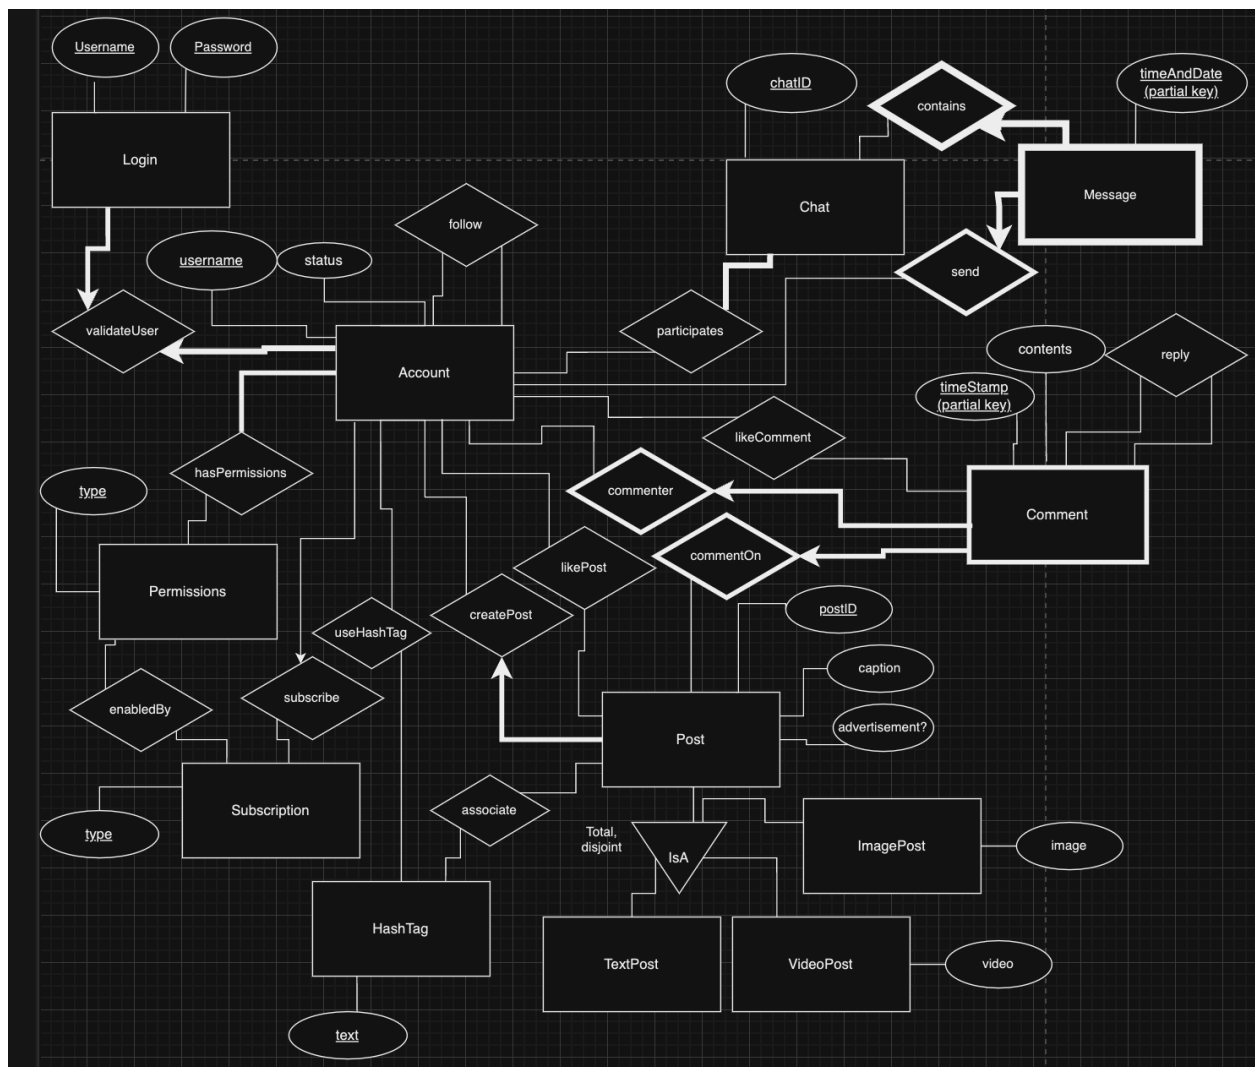 Username
Password
chatID
contains
timeAndDate
(partial key)
Login
Chat
Message
follow
username
status
send
validateUser
participates
contents
reply
Account
timeStamp
(partial key)
likeComment
hasPermissions
type
commenter
Comment
commentOn
likePost
Permissions
createPost
postID
useHashTag
caption
subscribe
enabledBy
advertisement?
Post
Subscription
associate
type
Total,
disjoint
IsA
ImagePost
image
HashTag
TextPost
VideoPost
video
text